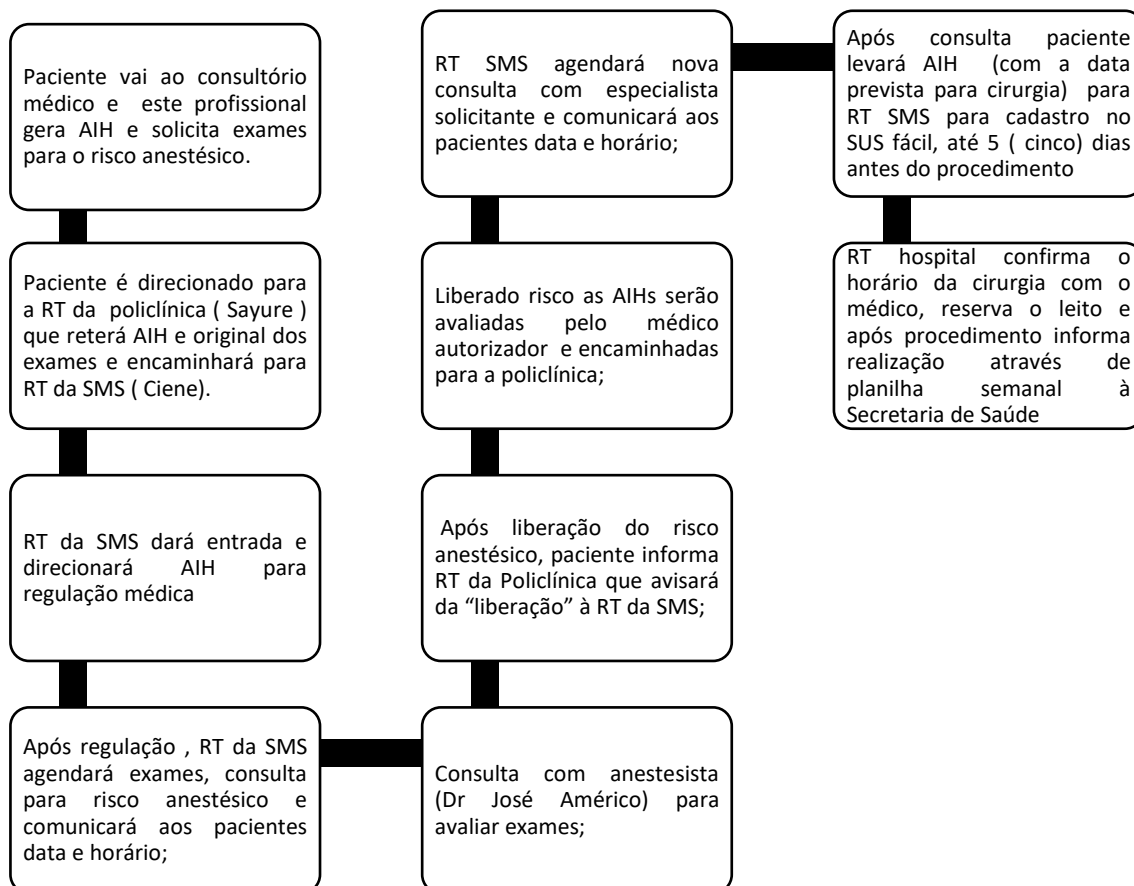 Paciente vai ao consultório
médico e este profissional
gera AIH e solicita exames
para o risco anestésico.
Paciente é direcionado para
a RT da policlínica ( Sayure )
que reterá AIH e original dos
exames e encaminhará para
RT da SMS ( Ciene).
RT da SMS dará entrada e
direcionará AIH para
regulação médica
Após regulação , RT da SMS
agendará exames, consulta
para risco anestésico e
comunicará aos pacientes
data e horário;
Consulta com anestesista
(Dr José Américo) para
avaliar exames;
Após liberação do risco
anestésico, paciente informa
RT da Policlínica que avisará
da “liberação” à RT da SMS;
Liberado risco as AIHs serão
avaliadas pelo médico
autorizador e encaminhadas
para a policlínica;
RT SMS agendará nova
consulta com especialista
solicitante e comunicará aos
pacientes data e horário;
Após consulta paciente
levará AIH (com a data
prevista para cirurgia) para
RT SMS para cadastro no
SUS fácil, até 5 ( cinco) dias
antes do procedimento
RT hospital confirma o
horário da cirurgia com o
médico, reserva o leito e
após procedimento informa
realização através de
planilha semanal à
Secretaria de Saúde